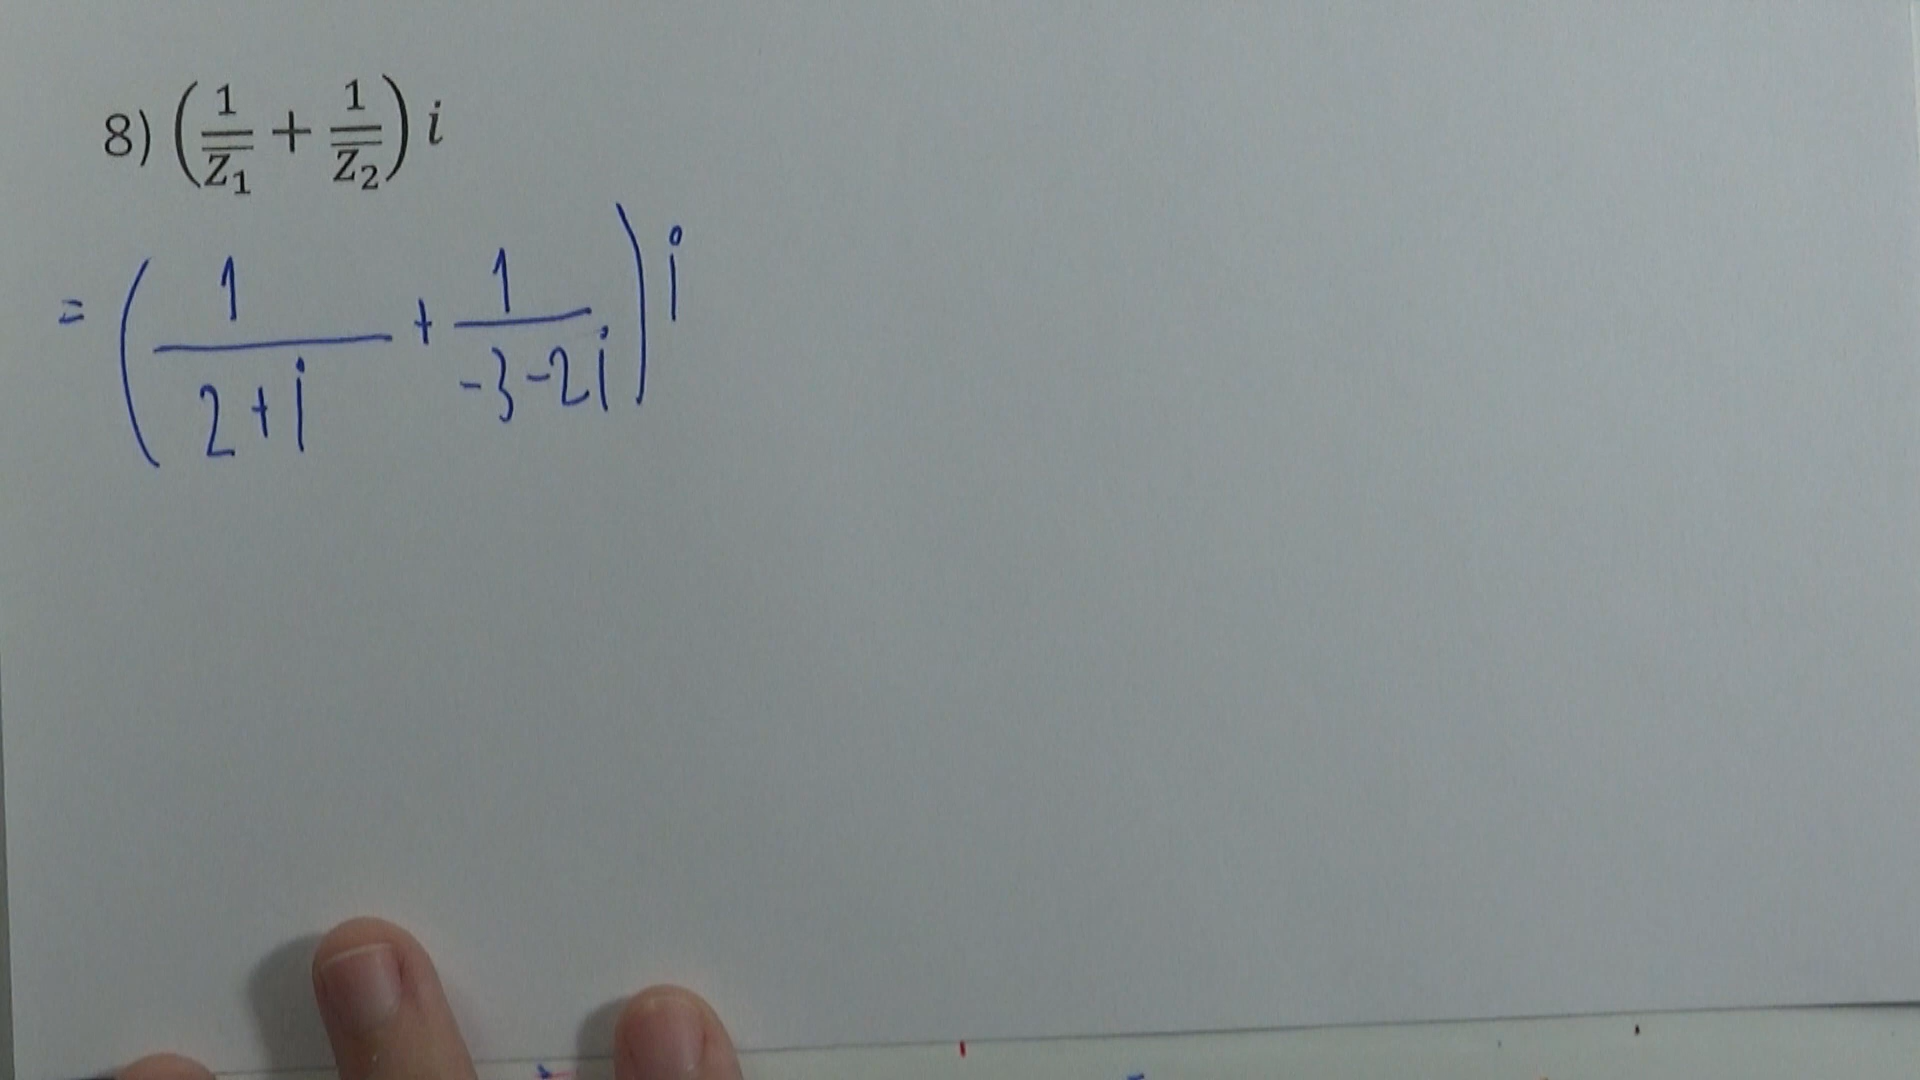 8) (1/z̅₁ + 1/z̅₂) i
= (1/(2+i) + 1/(-3-2i)) i